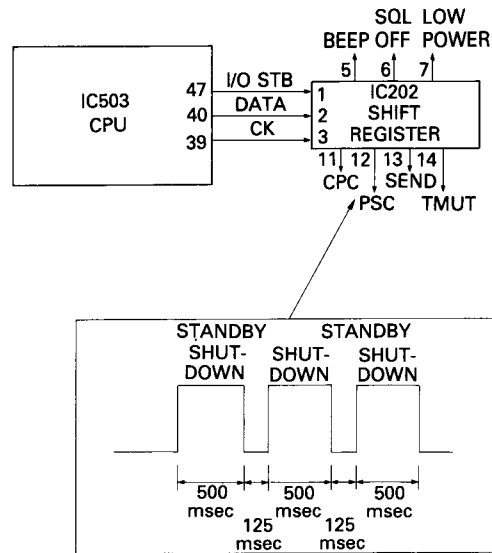 SQL LOW
BEEP OFF POWER
5 6 7
IC503
CPU
47 I/O STB 1
40 DATA 2
39 CK 3
IC202
SHIFT
REGISTER
11 12 13 14
CPC SEND
PSC TMUT
STANDBY STANDBY
SHUT- SHUT- SHUT-
DOWN DOWN DOWN
500 500 500
msec msec msec
125 125
msec msec